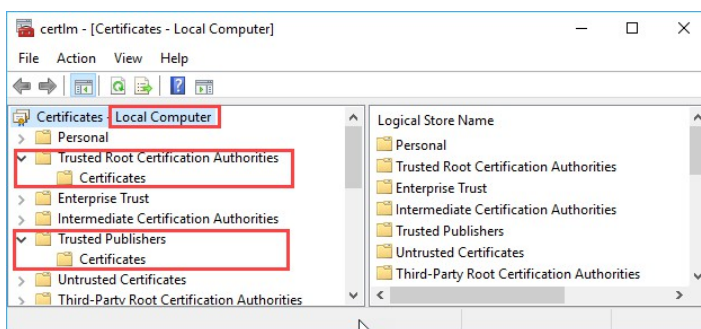 certlm - [Certificates - Local Computer]
File Action View Help
Certificates - Local Computer
Personal
Trusted Root Certification Authorities
Certificates
Enterprise Trust
Intermediate Certification Authorities
Trusted Publishers
Certificates
Untrusted Certificates
Third-Party Root Certification Authorities
Logical Store Name
Personal
Trusted Root Certification Authorities
Enterprise Trust
Intermediate Certification Authorities
Trusted Publishers
Untrusted Certificates
Third-Party Root Certification Authorities